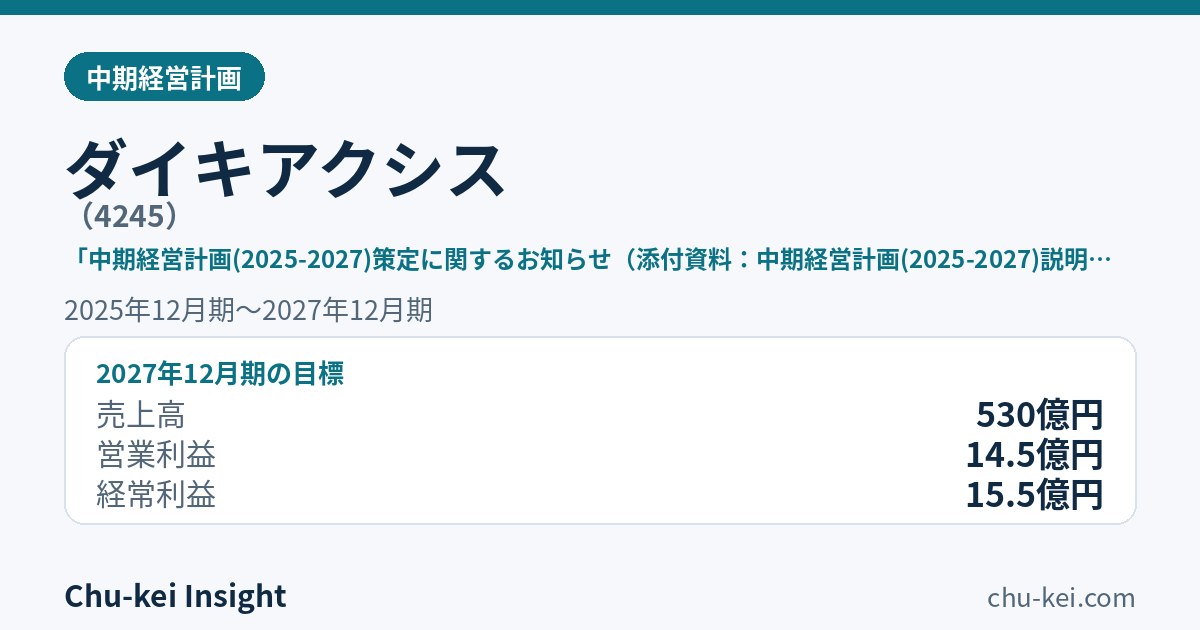 中期経営計画
ダイキアクシス
（4245）
「中期経営計画(2025-2027)策定に関するお知らせ（添付資料：中期経営計画(2025-2027)説明…
2025年12月期～2027年12月期
2027年12月期の目標
売上高 530億円
営業利益 14.5億円
経常利益 15.5億円
Chu-kei Insight chu-kei.com